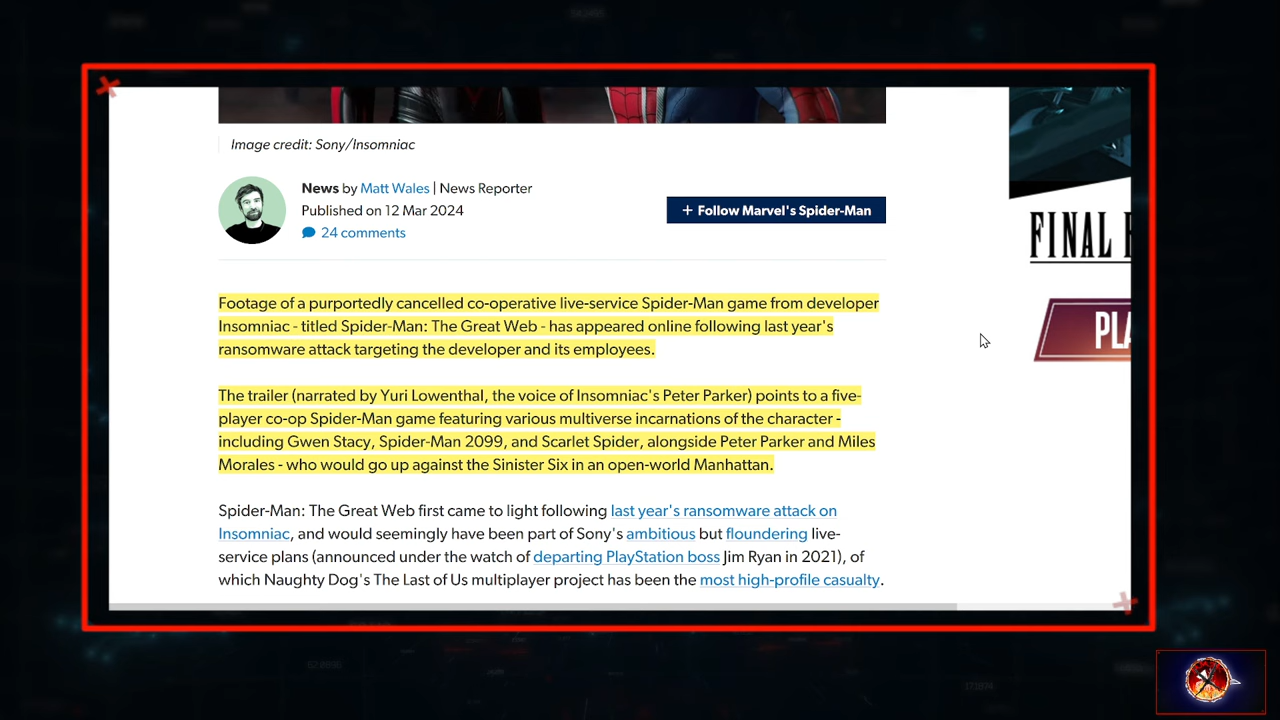 Image credit: Sony/Insomniac
News by Matt Wales | News Reporter
Published on 12 Mar 2024
24 comments
+ Follow Marvel's Spider-Man
FINAL
PLA
Footage of a purportedly cancelled co-operative live-service Spider-Man game from developer
Insomniac - titled Spider-Man: The Great Web - has appeared online following last year's
ransomware attack targeting the developer and its employees.
The trailer (narrated by Yuri Lowenthal, the voice of Insomniac's Peter Parker) points to a five-
player co-op Spider-Man game featuring various multiverse incarnations of the character -
including Gwen Stacy, Spider-Man 2099, and Scarlet Spider, alongside Peter Parker and Miles
Morales - who would go up against the Sinister Six in an open-world Manhattan.
Spider-Man: The Great Web first came to light following last year's ransomware attack on
Insomniac, and would seemingly have been part of Sony's ambitious but floundering live-
service plans (announced under the watch of departing PlayStation boss Jim Ryan in 2021), of
which Naughty Dog's The Last of Us multiplayer project has been the most high-profile casualty.